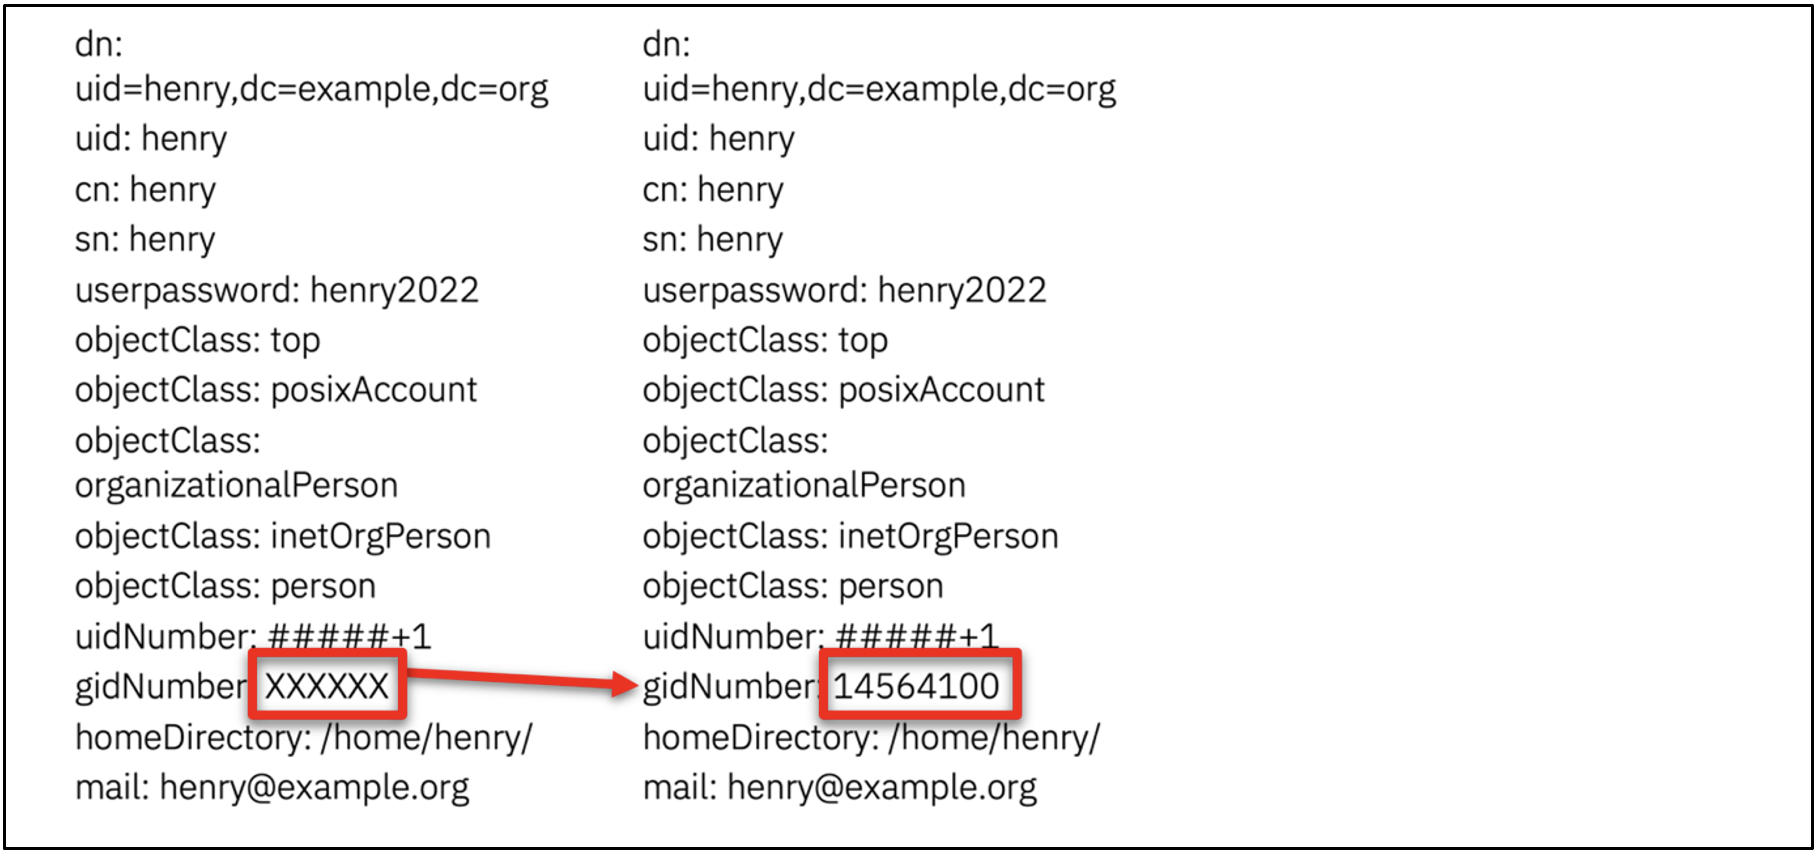 dn:
uid=henry,dc=example,dc=org
uid: henry
cn: henry
sn: henry
userpassword: henry2022
objectClass: top
objectClass: posixAccount
objectClass:
organizationalPerson
objectClass: inetOrgPerson
objectClass: person
uidNumber: #####+1
gidNumber: XXXXXX
homeDirectory: /home/henry/
mail: henry@example.org
dn:
uid=henry,dc=example,dc=org
uid: henry
cn: henry
sn: henry
userpassword: henry2022
objectClass: top
objectClass: posixAccount
objectClass:
organizationalPerson
objectClass: inetOrgPerson
objectClass: person
uidNumber: #####+1
gidNumber: 14564100
homeDirectory: /home/henry/
mail: henry@example.org